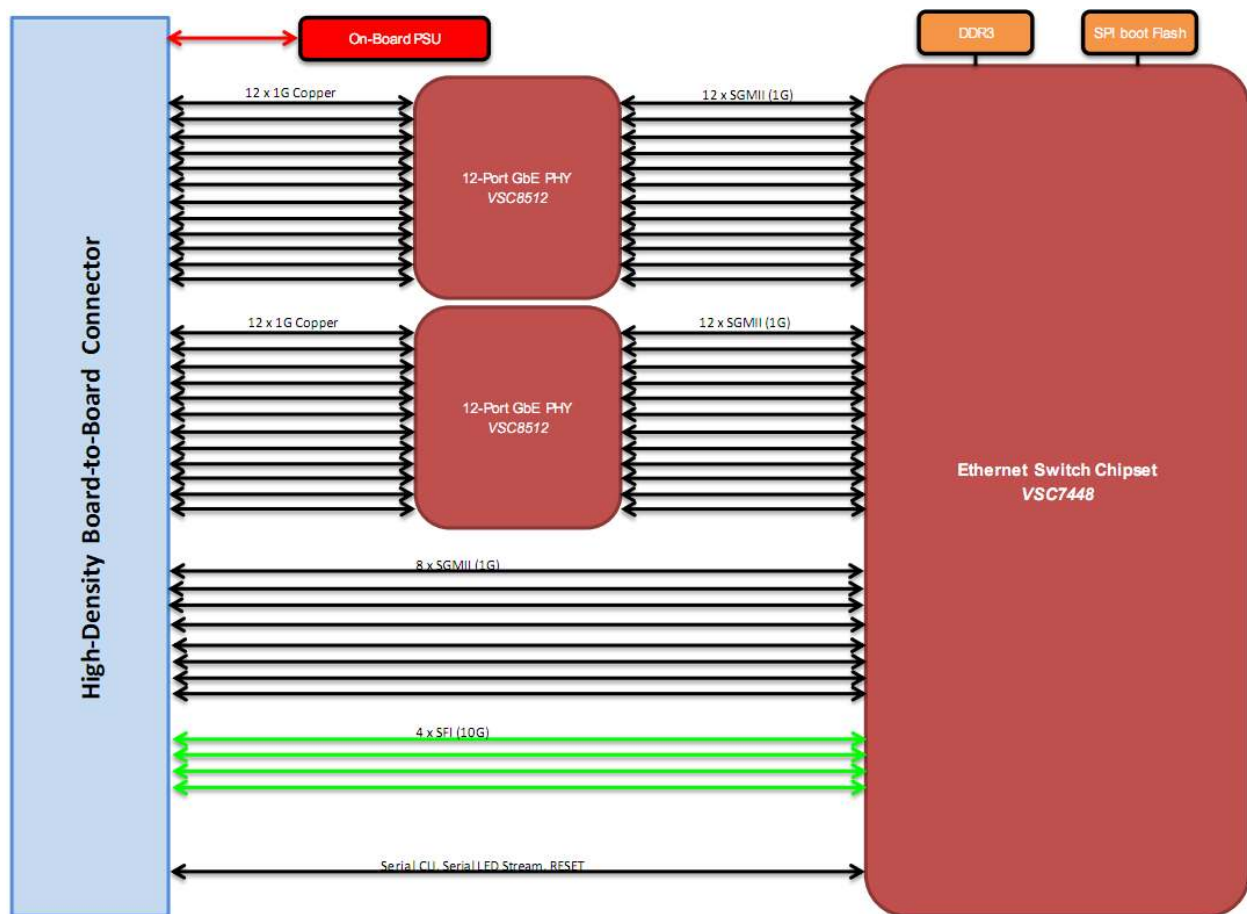 On-Board PSU
DDR3
SPI boot Flash
12 x 1G Copper
12 x SGMII (1G)
12-Port GbE PHY
VSC8512
12 x 1G Copper
12 x SGMII (1G)
12-Port GbE PHY
VSC8512
High-Density Board-to-Board Connector
Ethernet Switch Chipset
VSC7448
8 x SGMII (1G)
4 x SFI (10G)
Serial CU, Serial LED Stream, RESET